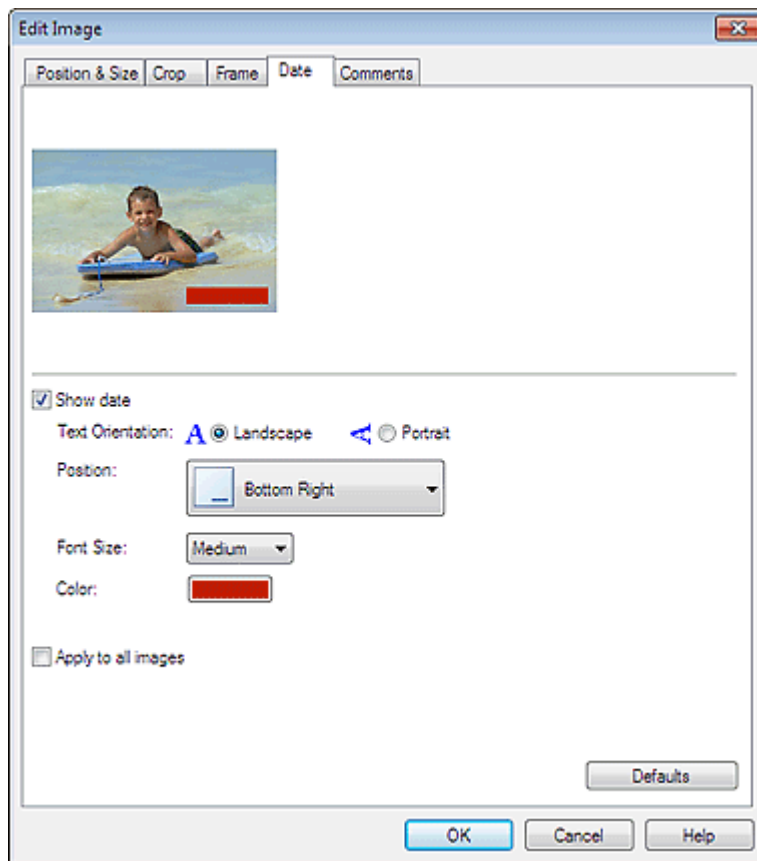 Edit Image
Position & Size Crop Frame Date Comments
Show date
Text Orientation: A Landscape A Portrait
Position: Bottom Right
Font Size: Medium
Color:
Apply to all images
Defaults
OK Cancel Help